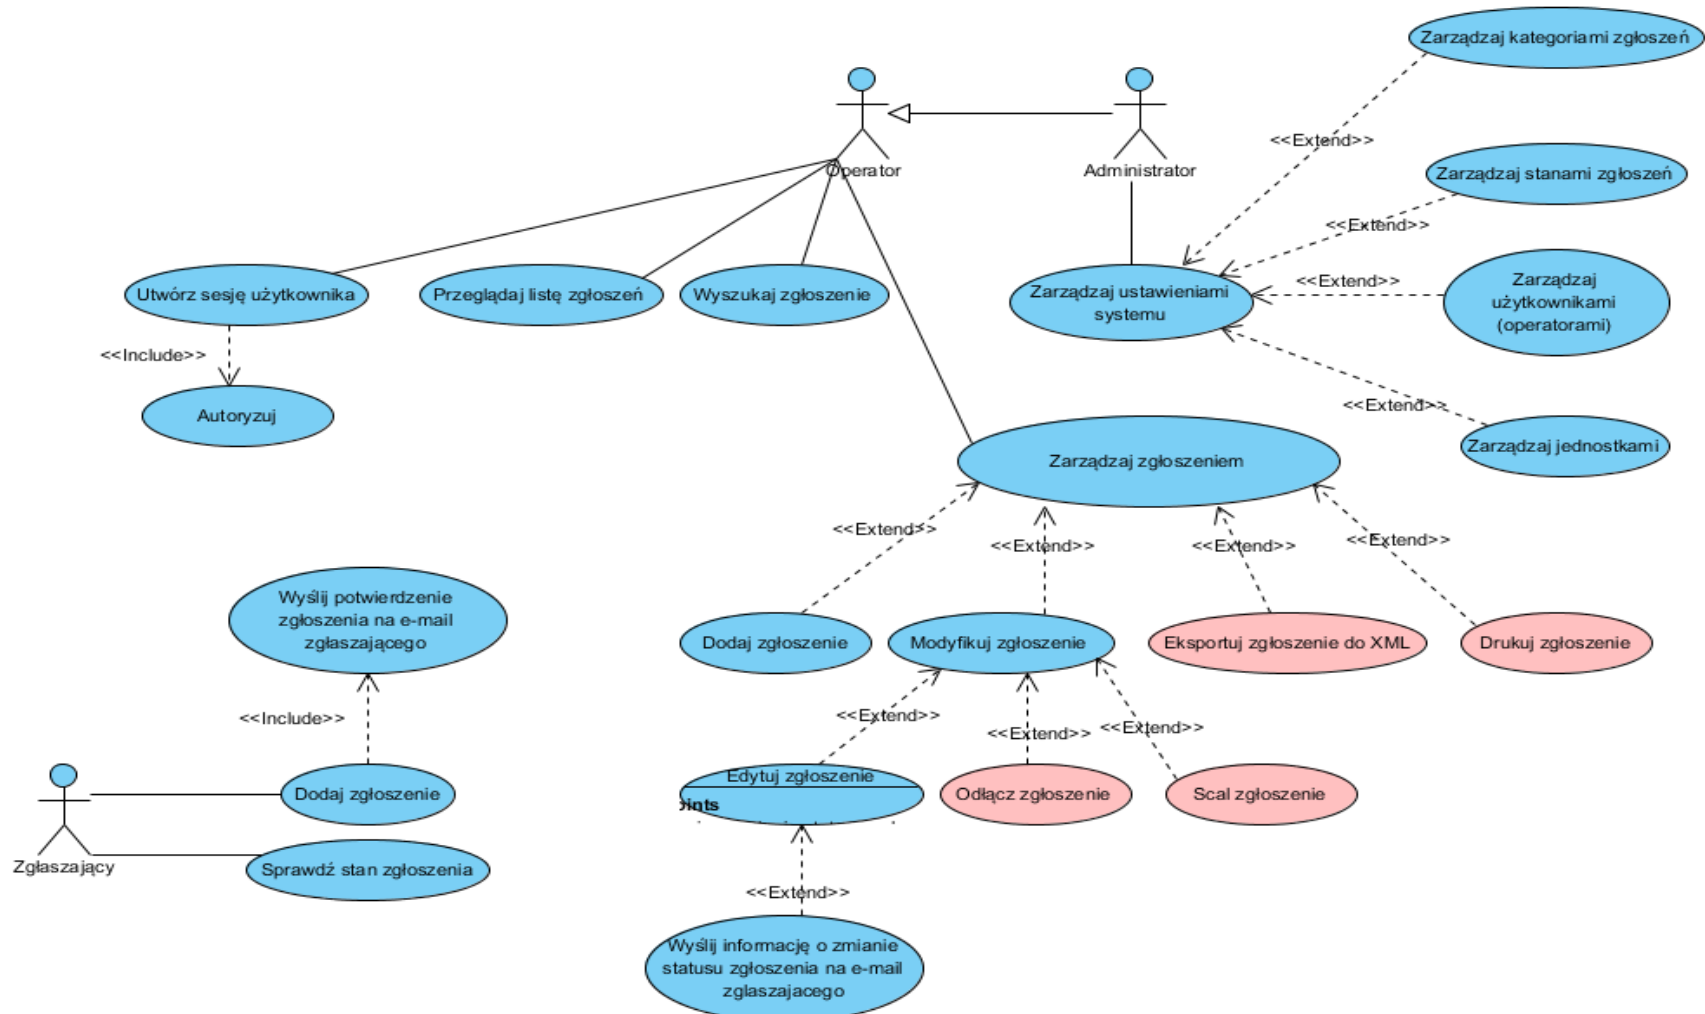 Zarządzaj kategoriami zgłoszeń
<<Extend>>
Operator
Administrator
Zarządzaj stanami zgłoszeń
<<Extend>>
Utwórz sesję użytkownika
Przeglądaj listę zgłoszeń
Wyszukaj zgłoszenie
Zarządzaj ustawieniami
systemu
<<Extend>>
Zarządzaj
użytkownikami
(operatorami)
<<Include>>
Autoryzuj
<<Extend>>
Zarządzaj jednostkami
Zarządzaj zgłoszeniem
<<Extend>>
<<Extend>>
<<Extend>>
<<Extend>>
Wyślij potwierdzenie
zgłoszenia na e-mail
zgłaszającego
Dodaj zgłoszenie
Modyfikuj zgłoszenie
Eksportuj zgłoszenie do XML
Drukuj zgłoszenie
<<Include>>
<<Extend>>
<<Extend>>
<<Extend>>
Zgłaszający
Dodaj zgłoszenie
Sprawdź stan zgłoszenia
Edytuj zgłoszenie
ints
Odłącz zgłoszenie
Scal zgłoszenie
<<Extend>>
Wyślij informację o zmianie
statusu zgłoszenia na e-mail
zglaszajacego